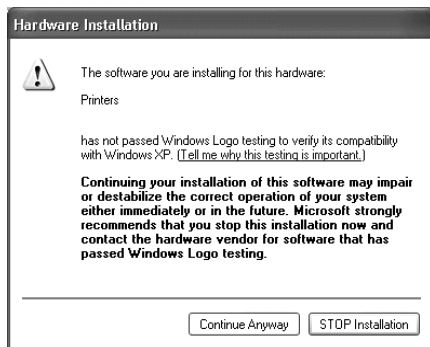 Hardware Installation
The software you are installing for this hardware:
Printers
has not passed Windows Logo testing to verify its compatibility
with Windows XP. (Tell me why this testing is important.)
Continuing your installation of this software may impair
or destabilize the correct operation of your system
either immediately or in the future. Microsoft strongly
recommends that you stop this installation now and
contact the hardware vendor for software that has
passed Windows Logo testing.
Continue Anyway STOP Installation